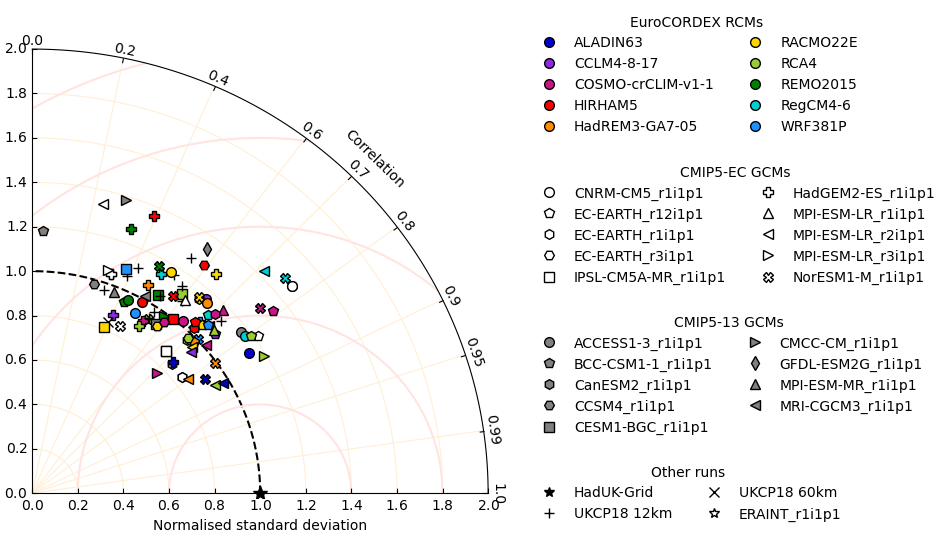 EuroCORDEX RCMs
ALADIN63 RACMO22E
CCLM4-8-17 RCA4
COSMO-crCLIM-v1-1 REMO2015
HIRHAM5 RegCM4-6
HadREM3-GA7-05 WRF381P
CMIP5-EC GCMs
CNRM-CM5_r1i1p1 HadGEM2-ES_r1i1p1
EC-EARTH_r12i1p1 MPI-ESM-LR_r1i1p1
EC-EARTH_r1i1p1 MPI-ESM-LR_r2i1p1
EC-EARTH_r3i1p1 MPI-ESM-LR_r3i1p1
IPSL-CM5A-MR_r1i1p1 NorESM1-M_r1i1p1
CMIP5-13 GCMs
ACCESS1-3_r1i1p1 CMCC-CM_r1i1p1
BCC-CSM1-1_r1i1p1 GFDL-ESM2G_r1i1p1
CanESM2_r1i1p1 MPI-ESM-MR_r1i1p1
CCSM4_r1i1p1 MRI-CGCM3_r1i1p1
CESM1-BGC_r1i1p1
Other runs
HadUK-Grid UKCP18 60km
UKCP18 12km ERAINT_r1i1p1
2.0
1.8
1.6
1.4
1.2
1.0
0.8
0.6
0.4
0.2
0.0
0.0 0.2 0.4 0.6 0.8 1.0 1.2 1.4 1.6 1.8 2.0
Normalised standard deviation
0.0
0.2
0.4
0.6
Correlation
0.7
0.8
0.9
0.95
0.99
1.0